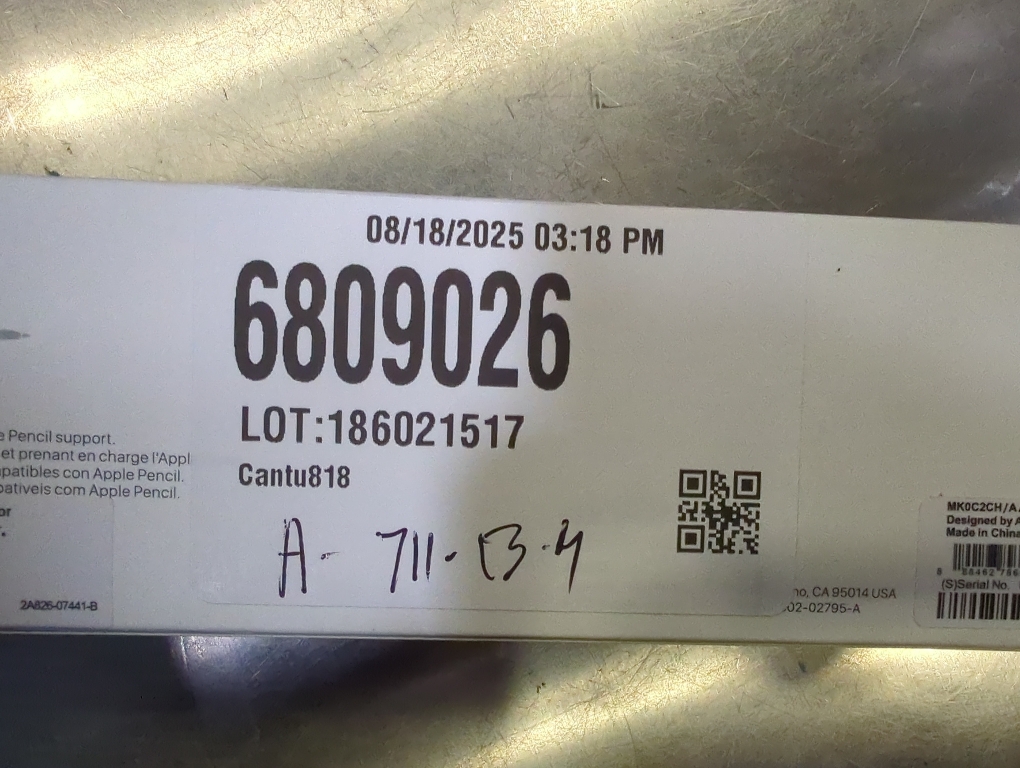 08/18/2025 03:18 PM
6809026
LOT:186021517
Cantu818
A- 711-B-4
e Pencil support.
et prenant en charge l'Appl
patibles con Apple Pencil.
patíveis com Apple Pencil.
or
2A826-07441-B
no, CA 95014 USA
02-02795-A
MK0C2CH/A
Designed by A
Made in China
(S)Serial No.